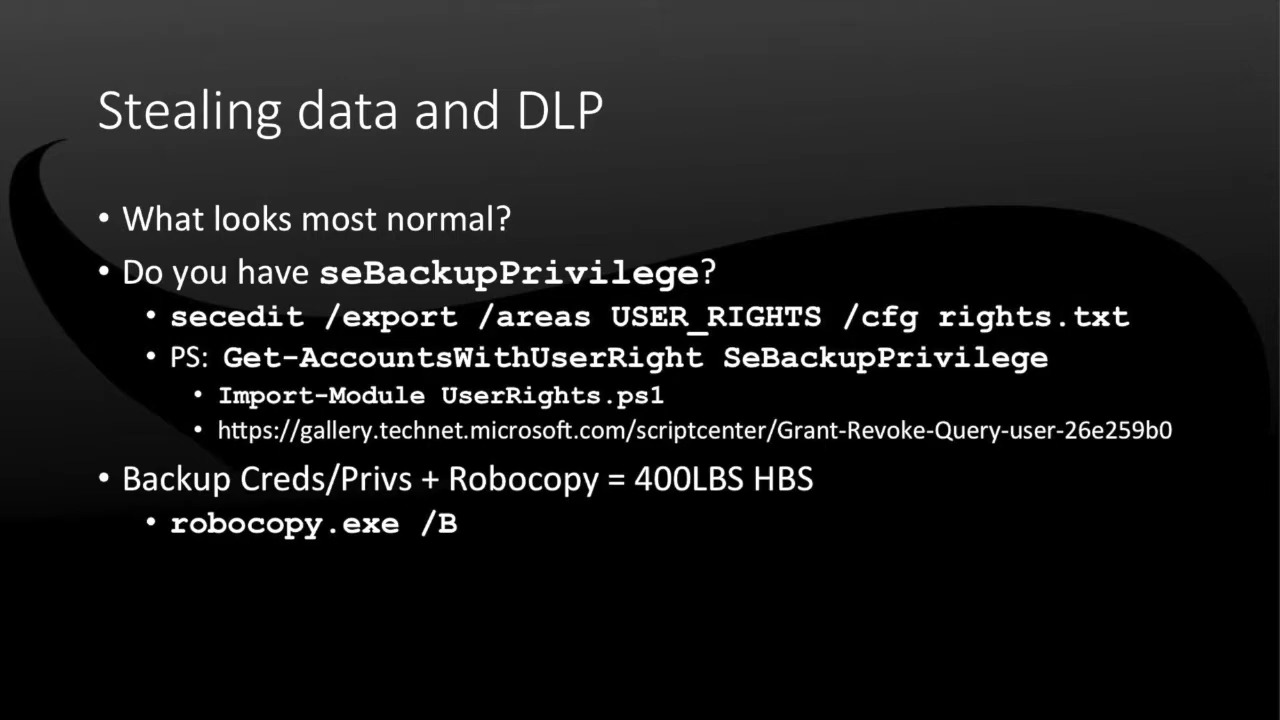 Stealing data and DLP
• What looks most normal?
• Do you have seBackupPrivilege?
• secedit /export /areas USER_RIGHTS /cfg rights.txt
• PS: Get-AccountsWithUserRight SeBackupPrivilege
• Import-Module UserRights.ps1
• https://gallery.technet.microsoft.com/scriptcenter/Grant-Revoke-Query-user-26e259b0
• Backup Creds/Privs + Robocopy = 400LBS HBS
• robocopy.exe /B